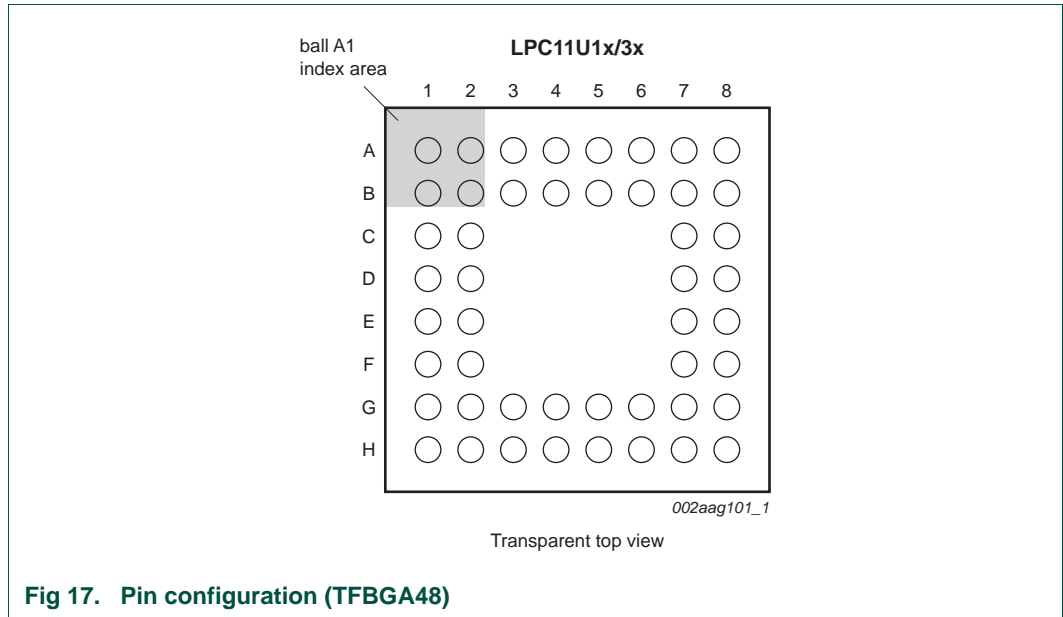 ball A1
index area
LPC11U1x/3x
1 2 3 4 5 6 7 8
A
B
C
D
E
F
G
H
002aag101_1
Transparent top view
Fig 17. Pin configuration (TFBGA48)